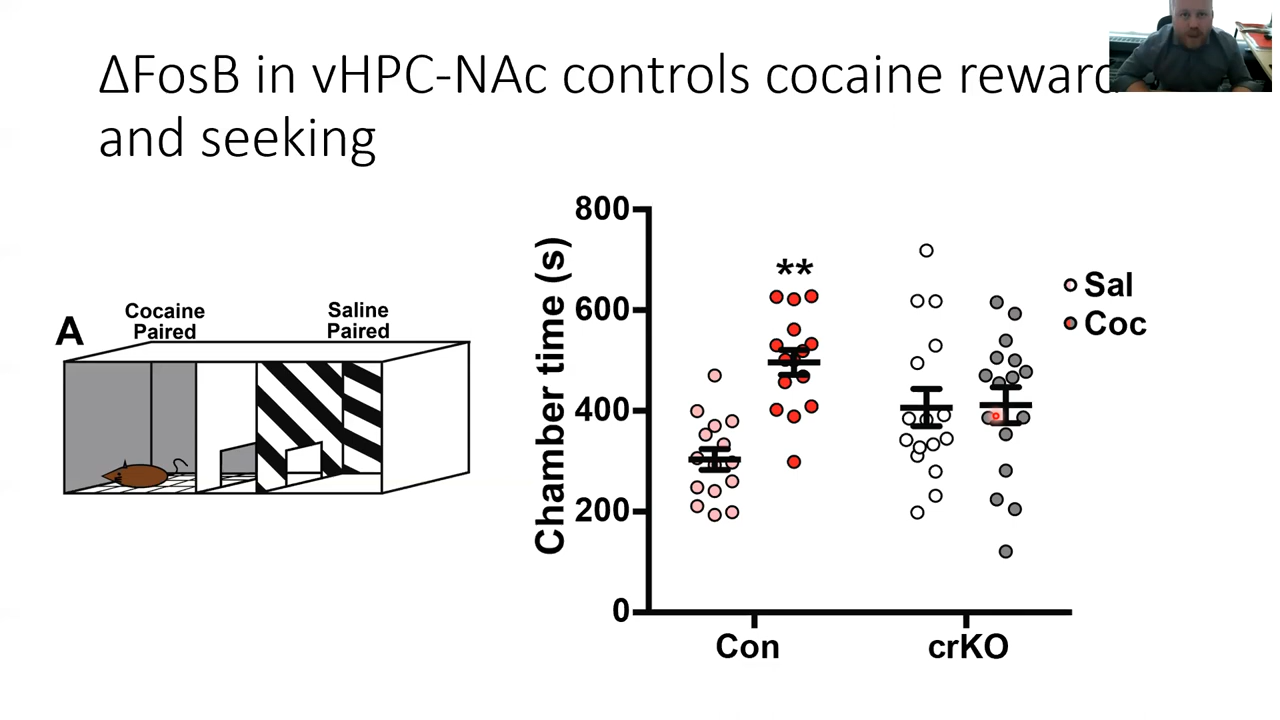 ΔFosB in vHPC-NAc controls cocaine reward
and seeking
A
Cocaine
Paired
Saline
Paired
Chamber time (s)
800
600
400
200
0
**
Con
crKO
Sal
Coc